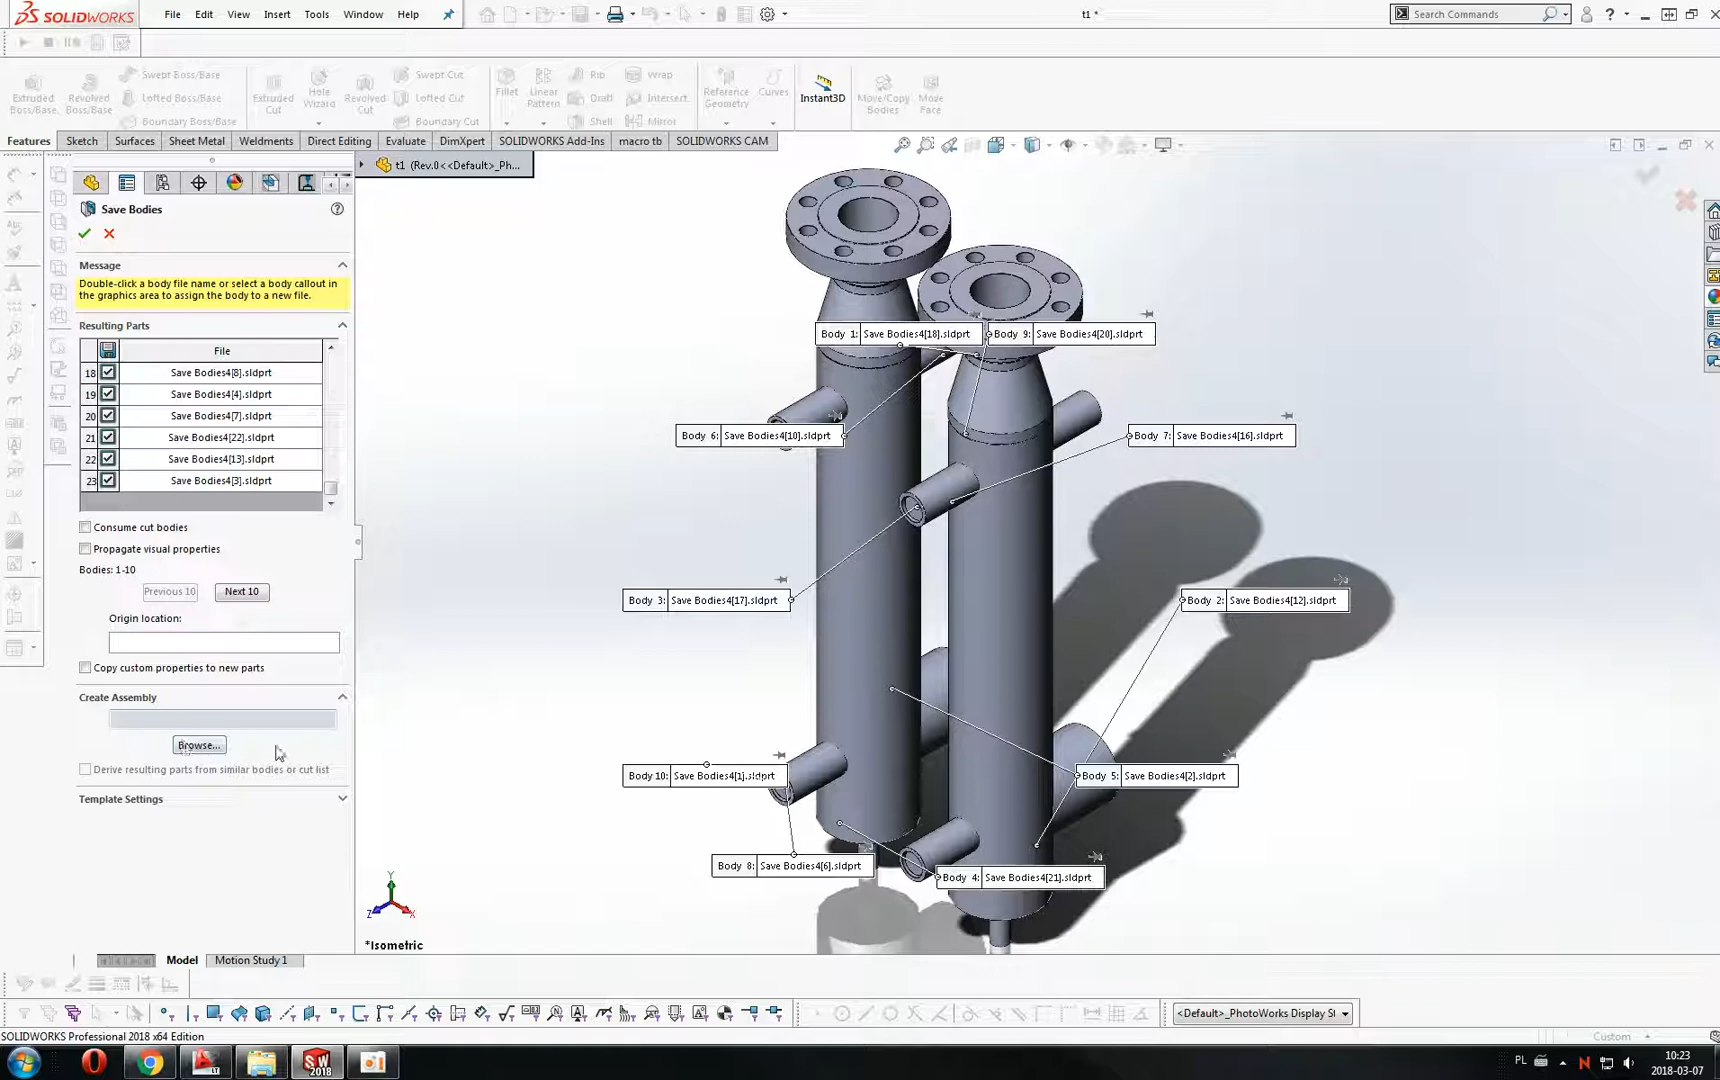 SOLIDWORKS
File Edit View Insert Tools Window Help
t1 *
Search Commands
?
Extruded Boss/Base
Revolved Boss/Base
Swept Boss/Base
Lofted Boss/Base
Boundary Boss/Base
Extruded Cut
Hole Wizard
Revolved Cut
Swept Cut
Lofted Cut
Boundary Cut
Fillet
Linear Pattern
Rib
Draft
Shell
Wrap
Intersect
Mirror
Reference Geometry
Curves
Instant3D
Move/Copy Bodies
Move Face
Features Sketch Surfaces Sheet Metal Weldments Direct Editing Evaluate DimXpert SOLIDWORKS Add-Ins macro tb SOLIDWORKS CAM
t1 (Rev.0<<Default>_Ph...
Save Bodies
Message
Double-click a body file name or select a body callout in
the graphics area to assign the body to a new file.
Resulting Parts
File
18 Save Bodies4[8].sldprt
19 Save Bodies4[4].sldprt
20 Save Bodies4[7].sldprt
21 Save Bodies4[22].sldprt
22 Save Bodies4[13].sldprt
23 Save Bodies4[3].sldprt
Consume cut bodies
Propagate visual properties
Bodies: 1-10
Previous 10 Next 10
Origin location:
Copy custom properties to new parts
Create Assembly
Browse...
Derive resulting parts from similar bodies or cut list
Template Settings
Body 1: Save Bodies4[18].sldprt
Body 9: Save Bodies4[20].sldprt
Body 6: Save Bodies4[10].sldprt
Body 7: Save Bodies4[16].sldprt
Body 3: Save Bodies4[17].sldprt
Body 2: Save Bodies4[12].sldprt
Body 10: Save Bodies4[1].sldprt
Body 5: Save Bodies4[2].sldprt
Body 8: Save Bodies4[6].sldprt
Body 4: Save Bodies4[21].sldprt
Y
Z X
*Isometric
Model Motion Study 1
<Default>_PhotoWorks Display St
SOLIDWORKS Professional 2018 x64 Edition
Custom
PL
10:23
2018-03-07